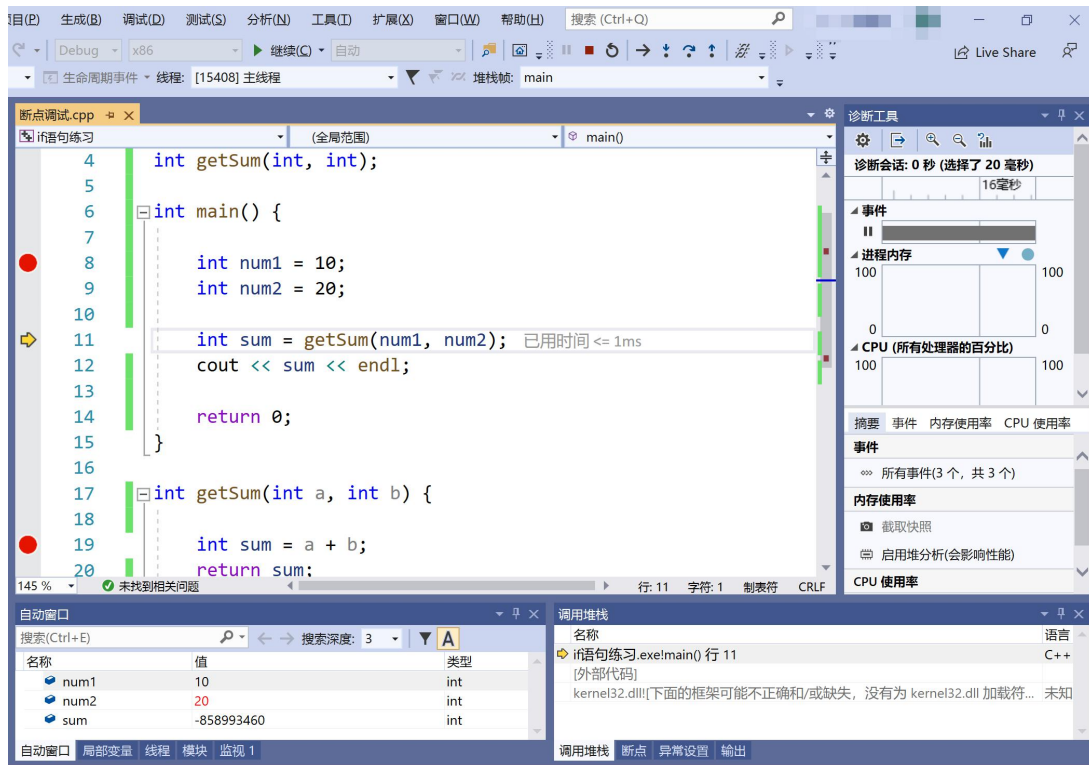 目(P) 生成(B) 调试(D) 测试(S) 分析(N) 工具(T) 扩展(X) 窗口(W) 帮助(H) 搜索 (Ctrl+Q)
Debug x86 继续(C) 自动 Live Share
生命周期事件 线程: [15408] 主线程 堆栈帧: main
断点调试.cpp
if语句练习 (全局范围) main()
4 int getSum(int, int);
5
6 int main() {
7
8 int num1 = 10;
9 int num2 = 20;
10
11 int sum = getSum(num1, num2); 已用时间 <= 1ms
12 cout << sum << endl;
13
14 return 0;
15 }
16
17 int getSum(int a, int b) {
18
19 int sum = a + b;
20 return sum;
145 % 未找到相关问题 行: 11 字符: 1 制表符 CRLF
诊断工具
诊断会话: 0 秒 (选择了 20 毫秒)
16毫秒
事件
进程内存
100 100
0 0
CPU (所有处理器的百分比)
100 100
摘要 事件 内存使用率 CPU 使用率
事件
所有事件(3 个，共 3 个)
内存使用率
截取快照
启用堆分析(会影响性能)
CPU 使用率
自动窗口
搜索(Ctrl+E) 搜索深度: 3 A
名称 值 类型
num1 10 int
num2 20 int
sum -858993460 int
自动窗口 局部变量 线程 模块 监视 1
调用堆栈
名称 语言
if语句练习.exe!main() 行 11 C++
[外部代码]
kernel32.dll![下面的框架可能不正确和/或缺失，没有为 kernel32.dll 加载符... 未知
调用堆栈 断点 异常设置 输出